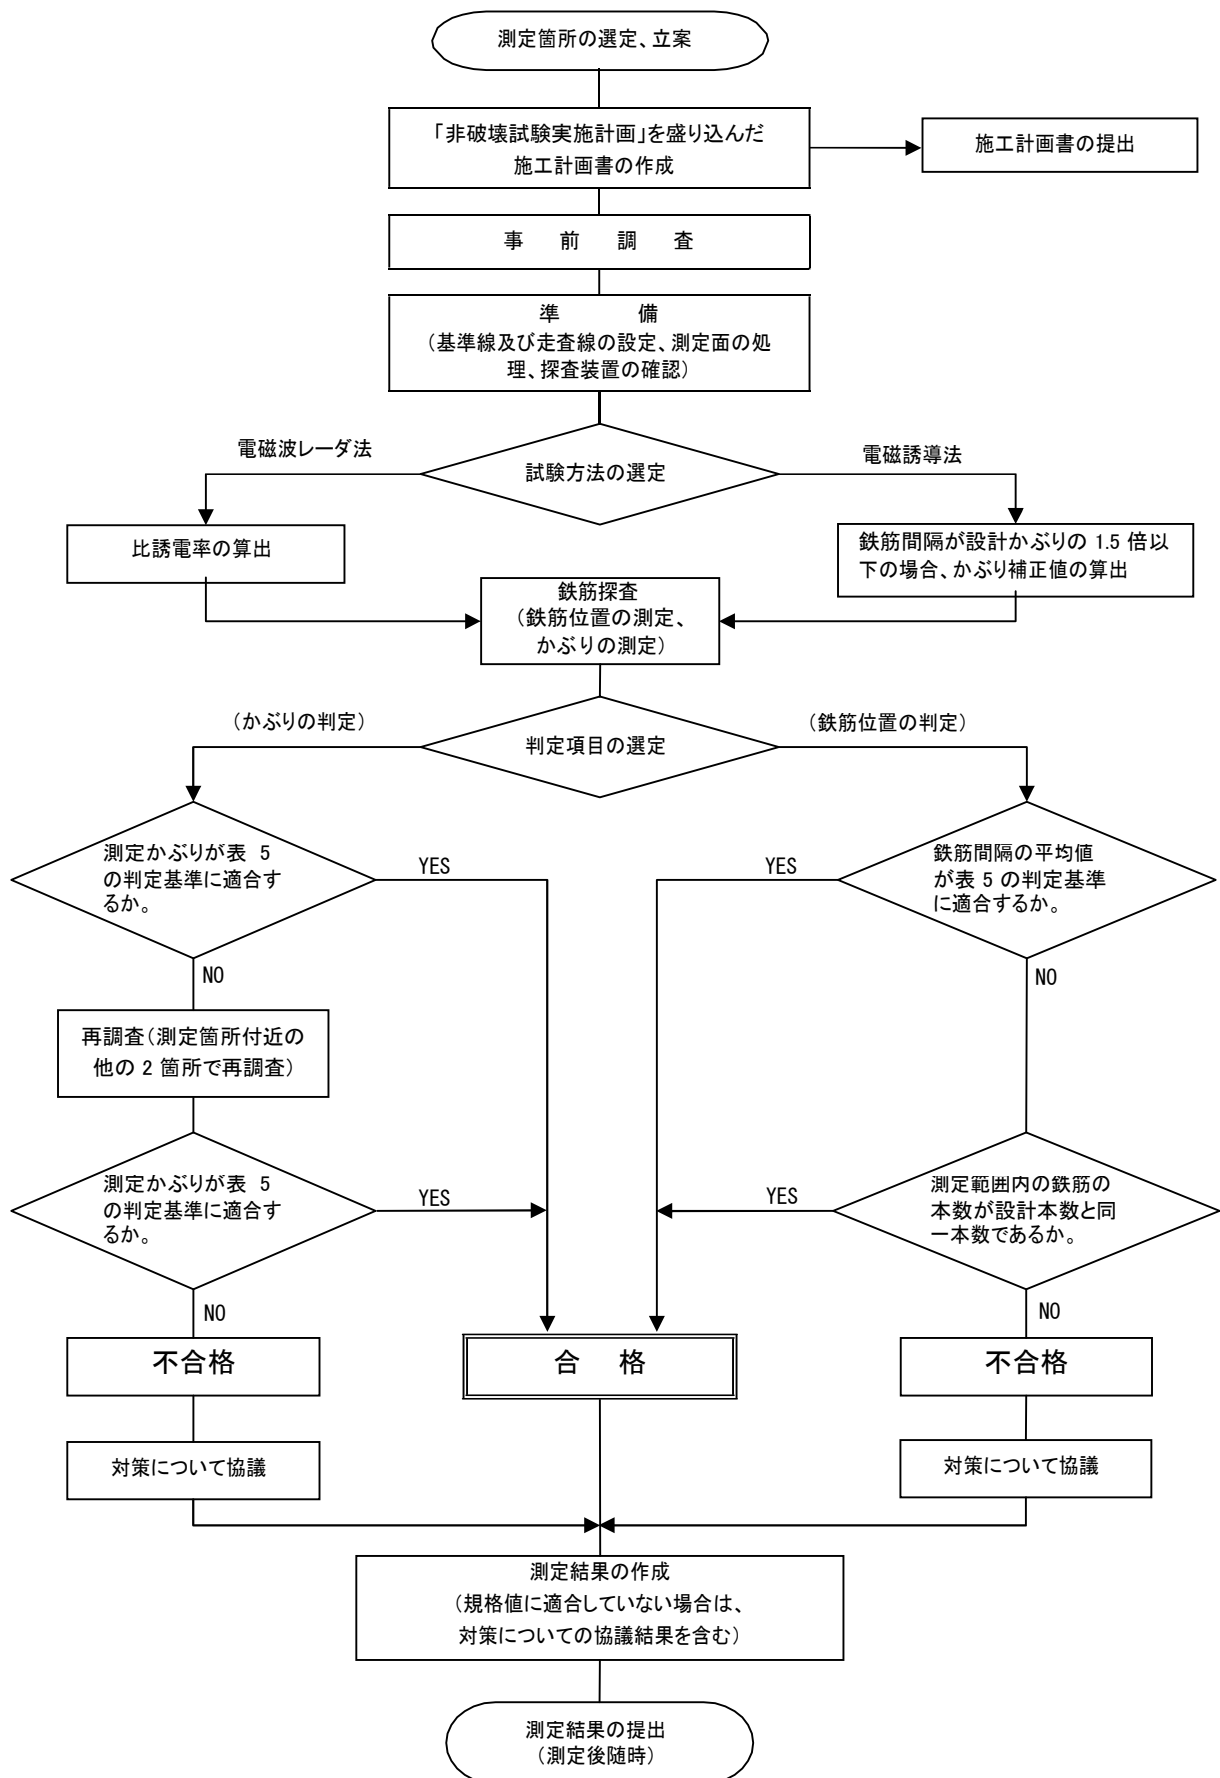 測定箇所の選定、立案
「非破壊試験実施計画」を盛り込んだ
施工計画書の作成
施工計画書の提出
事 前 調 査
準 備
(基準線及び走査線の設定、測定面の処
理、探査装置の確認)
電磁波レーダ法
試験方法の選定
電磁誘導法
比誘電率の算出
鉄筋間隔が設計かぶりの 1.5 倍以
下の場合、かぶり補正値の算出
鉄筋探査
(鉄筋位置の測定、
かぶりの測定)
(かぶりの判定)
判定項目の選定
(鉄筋位置の判定)
測定かぶりが表 5
の判定基準に適合す
るか。
YES
YES
鉄筋間隔の平均値
が表 5 の判定基準
に適合するか。
NO
NO
再調査(測定箇所付近の
他の 2 箇所で再調査)
測定かぶりが表 5
の判定基準に適合す
るか。
YES
YES
測定範囲内の鉄筋の
本数が設計本数と同
一本数であるか。
NO
NO
不合格
合 格
不合格
対策について協議
対策について協議
測定結果の作成
(規格値に適合していない場合は、
対策についての協議結果を含む)
測定結果の提出
(測定後随時)